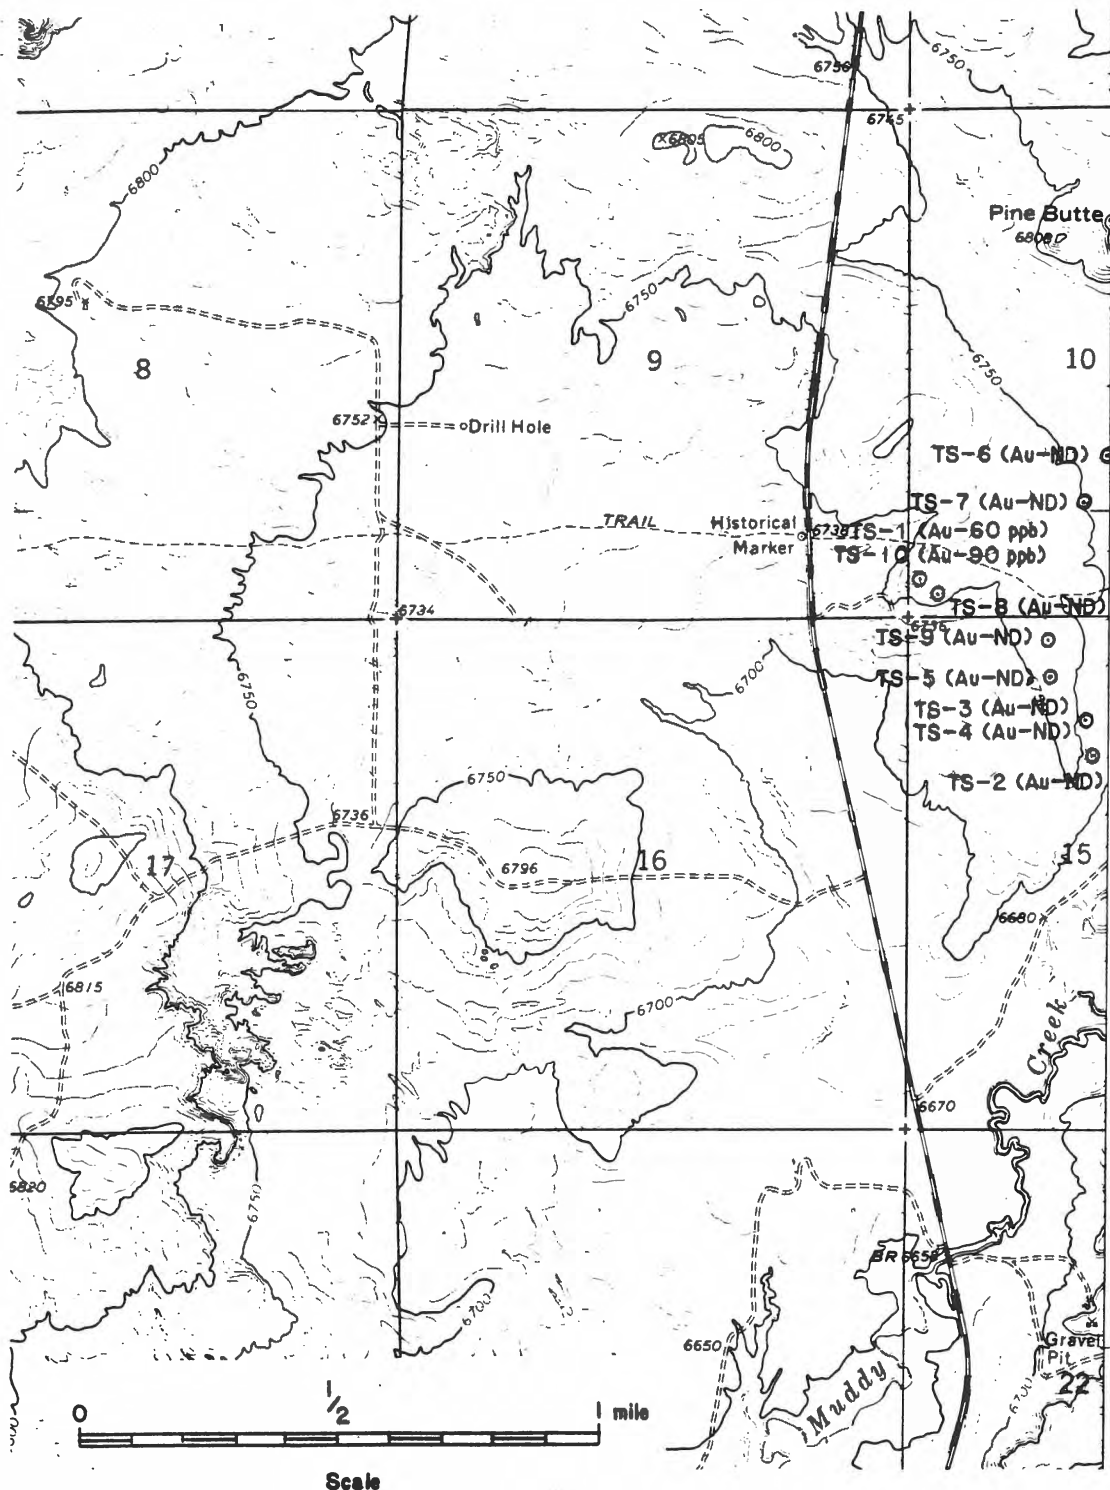 6750
6756
6745
6805
6800
6800
Pine Butte
6808
6795
6750
8
9
10
6750
6752
Drill Hole
TS-6 (Au-ND)
TS-7 (Au-ND)
TRAIL
Historical
Marker
6738
TS-1 (Au-60 ppb)
TS-10 (Au-90 ppb)
TS-8 (Au-ND)
6734
TS-9 (Au-ND)
6750
6700
TS-5 (Au-ND)
TS-3 (Au-ND)
TS-4 (Au-ND)
TS-2 (Au-ND)
6750
6736
17
6796
16
15
6680
6815
6700
Creek
6670
6820
6750
BR 6658
6700
6650
Gravel
Pit
22
6700
Muddy
0
1/2
1 mile
Scale